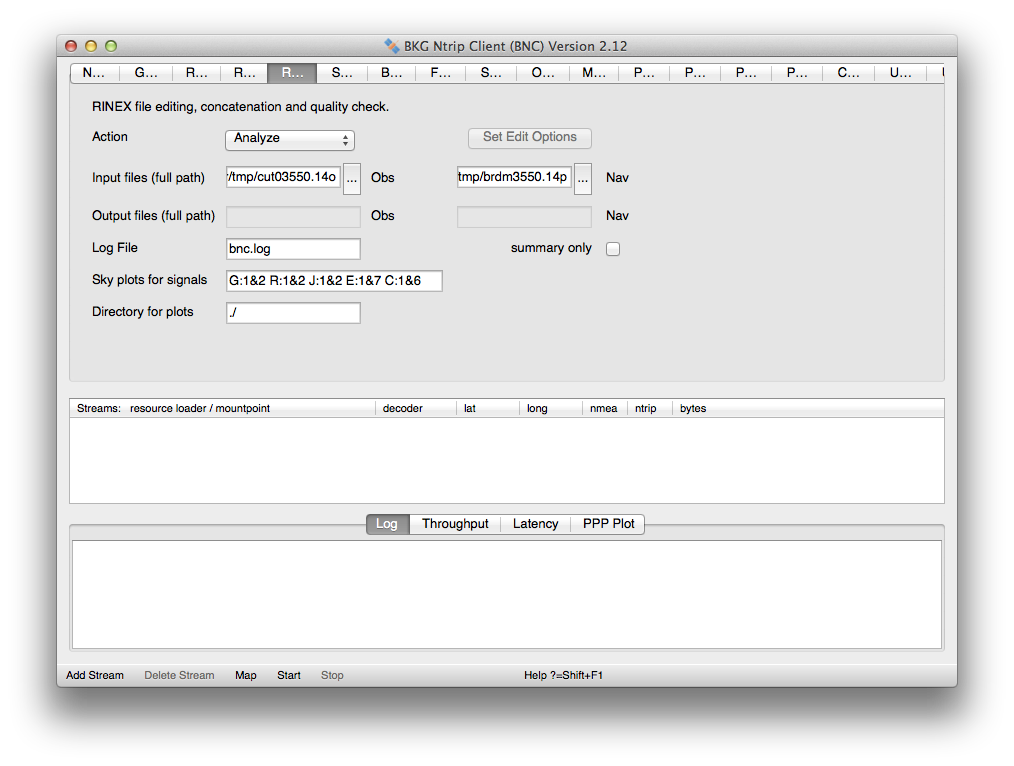 BKG Ntrip Client (BNC) Version 2.12
N... G... R... R... R... S... B... F... S... O... M... P... P... P... P... C... U...
RINEX file editing, concatenation and quality check.
Action Analyze Set Edit Options
Input files (full path) /tmp/cut03550.14o ... Obs tmp/brdm3550.14p ... Nav
Output files (full path) Obs Nav
Log File bnc.log summary only
Sky plots for signals G:1&2 R:1&2 J:1&2 E:1&7 C:1&6
Directory for plots ./
Streams: resource loader / mountpoint decoder lat long nmea ntrip bytes
Log Throughput Latency PPP Plot
Add Stream Delete Stream Map Start Stop Help ?=Shift+F1